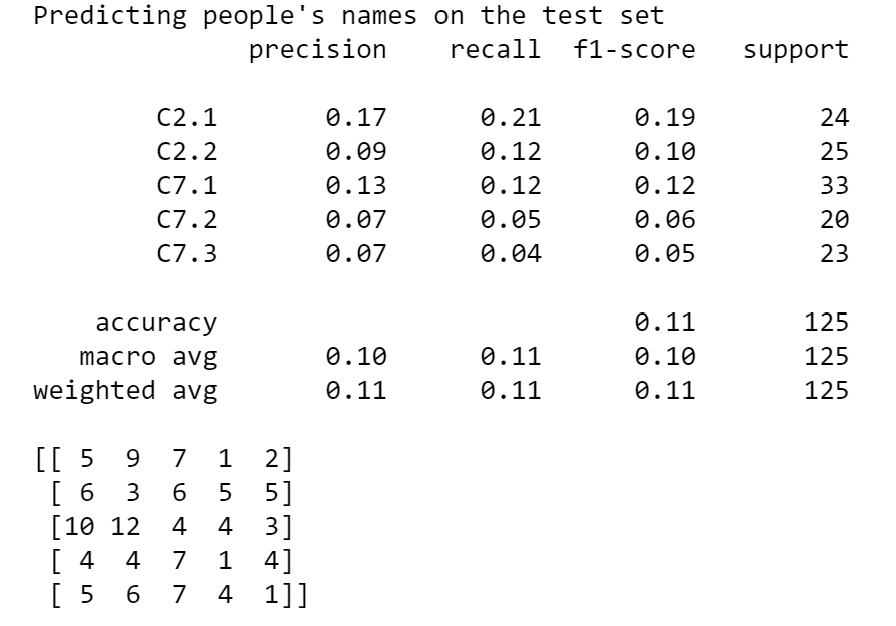 Predicting people's names on the test set
precision recall f1-score support
C2.1 0.17 0.21 0.19 24
C2.2 0.09 0.12 0.10 25
C7.1 0.13 0.12 0.12 33
C7.2 0.07 0.05 0.06 20
C7.3 0.07 0.04 0.05 23
accuracy 0.11 125
macro avg 0.10 0.11 0.10 125
weighted avg 0.11 0.11 0.11 125
[[ 5 9 7 1 2]
[ 6 3 6 5 5]
[10 12 4 4 3]
[ 4 4 7 1 4]
[ 5 6 7 4 1]]